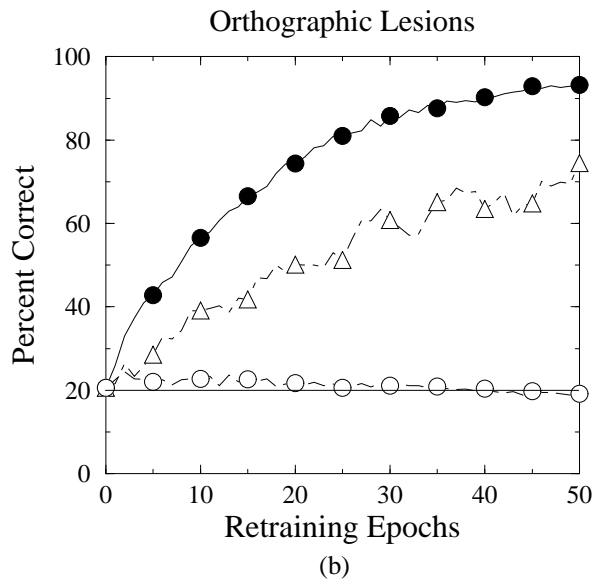 Orthographic Lesions
100
80
60
40
20
0
Percent Correct
0 10 20 30 40 50
Retraining Epochs
(b)